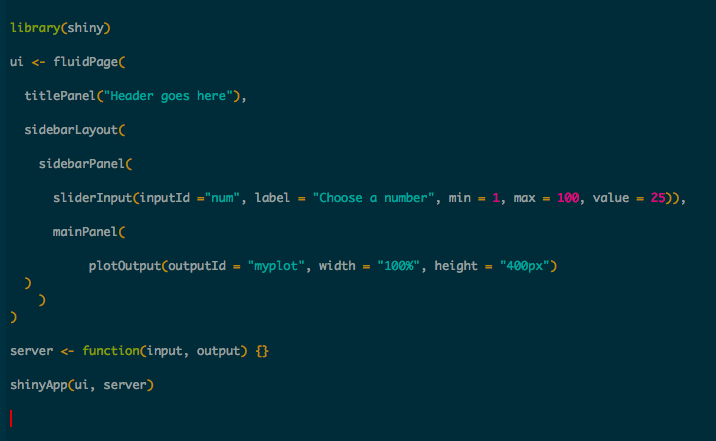 library(shiny)
ui <- fluidPage(
titlePanel("Header goes here"),
sidebarLayout(
sidebarPanel(
sliderInput(inputId ="num", label = "Choose a number", min = 1, max = 100, value = 25)),
mainPanel(
plotOutput(outputId = "myplot", width = "100%", height = "400px")
)
)
)
server <- function(input, output) {}
shinyApp(ui, server)